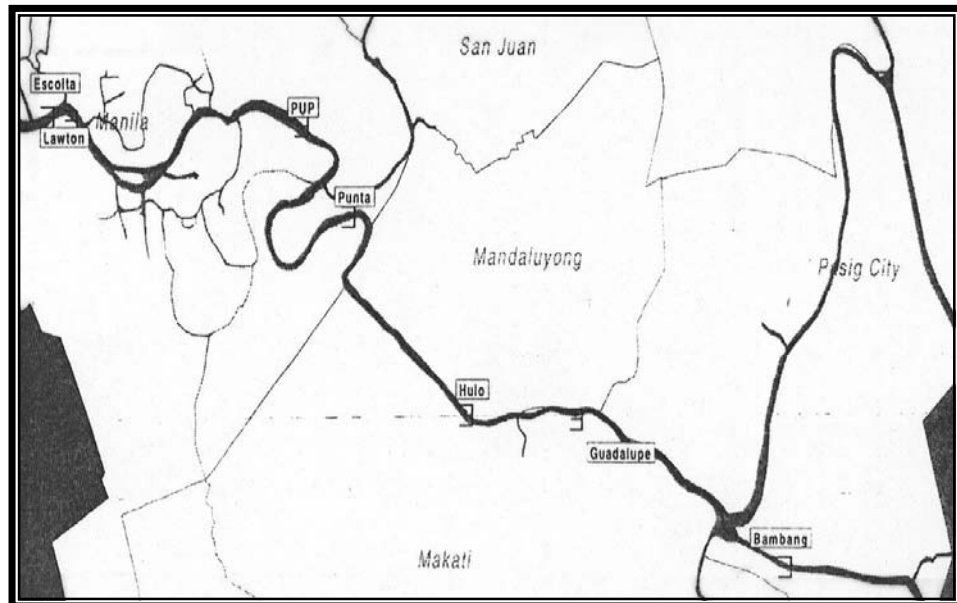 San Juan
Escolta
Manila
PUP
Lawton
Punta
Mandaluyong
Pasig City
Hulo
Guadalupe
Bambang
Makati